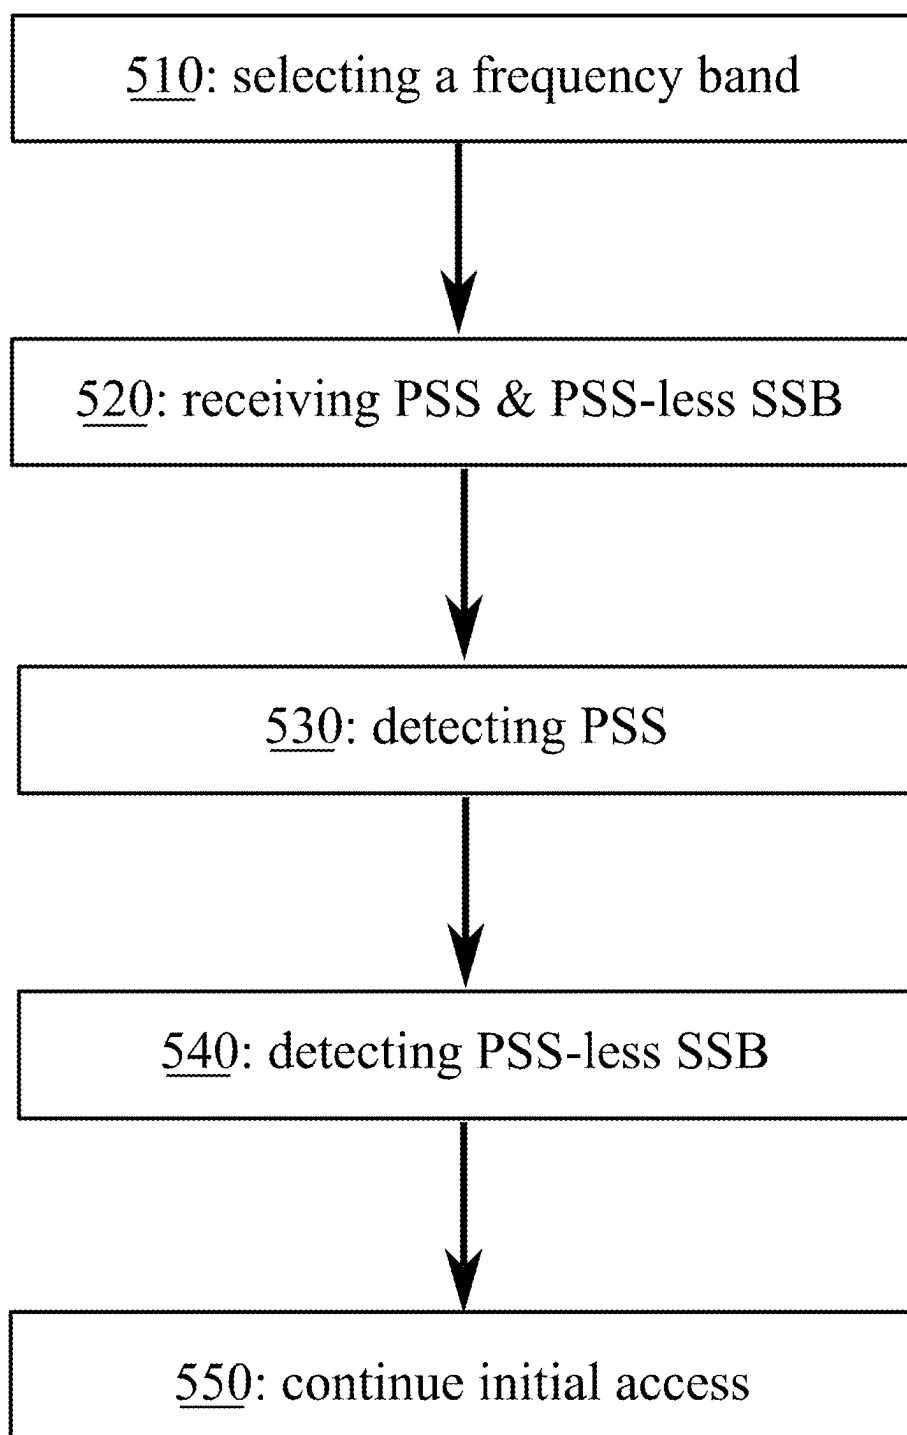 510: selecting a frequency band
520: receiving PSS & PSS-less SSB
530: detecting PSS
540: detecting PSS-less SSB
550: continue initial access